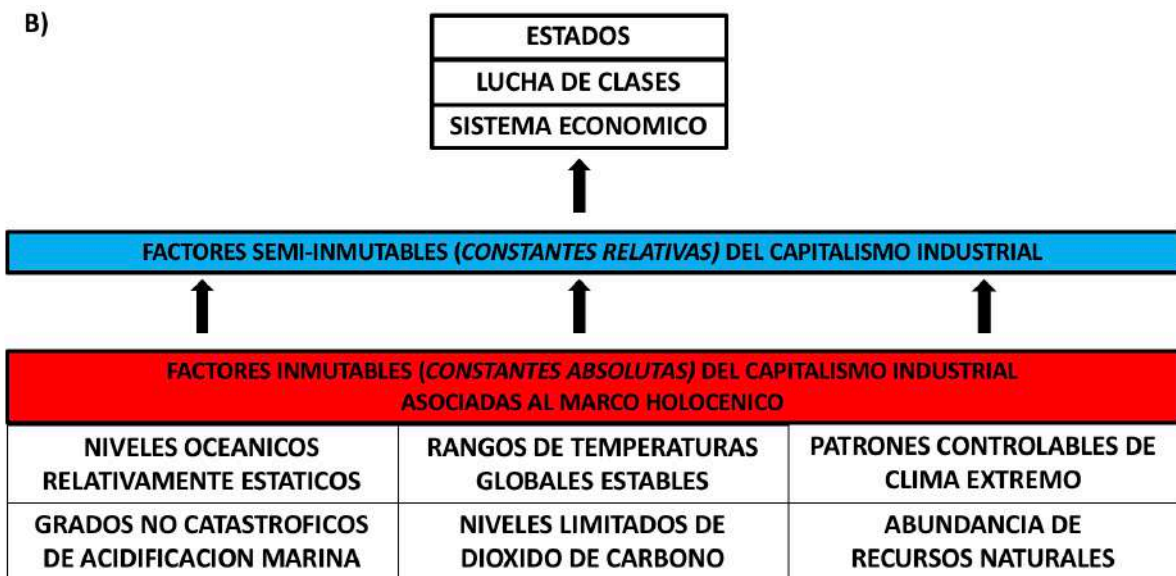 B)
ESTADOS
LUCHA DE CLASES
SISTEMA ECONOMICO
FACTORES SEMI-INMUTABLES (CONSTANTES RELATIVAS) DEL CAPITALISMO INDUSTRIAL
FACTORES INMUTABLES (CONSTANTES ABSOLUTAS) DEL CAPITALISMO INDUSTRIAL
ASOCIADAS AL MARCO HOLOCENICO
NIVELES OCEANICOS
RELATIVAMENTE ESTATICOS
RANGOS DE TEMPERATURAS
GLOBALES ESTABLES
PATRONES CONTROLABLES DE
CLIMA EXTREMO
GRADOS NO CATASTROFICOS
DE ACIDIFICACION MARINA
NIVELES LIMITADOS DE
DIOXIDO DE CARBONO
ABUNDANCIA DE
RECURSOS NATURALES